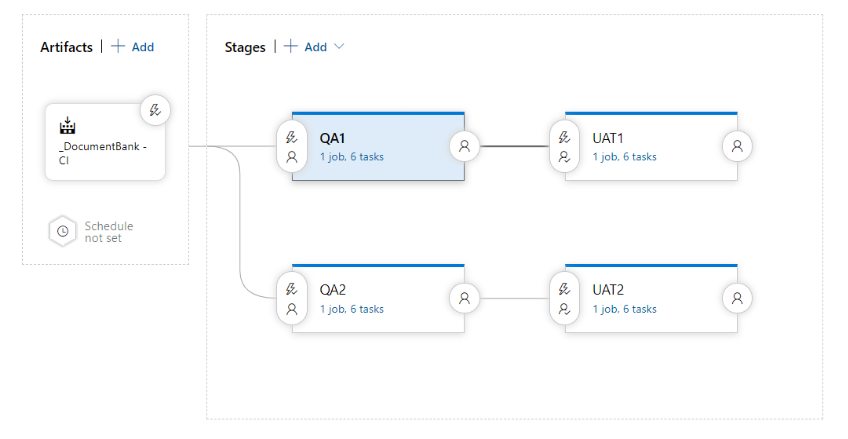 Artifacts | + Add
Stages | + Add
_DocumentBank -
CI
Schedule
not set
QA1
1 job, 6 tasks
UAT1
1 job, 6 tasks
QA2
1 job, 6 tasks
UAT2
1 job, 6 tasks